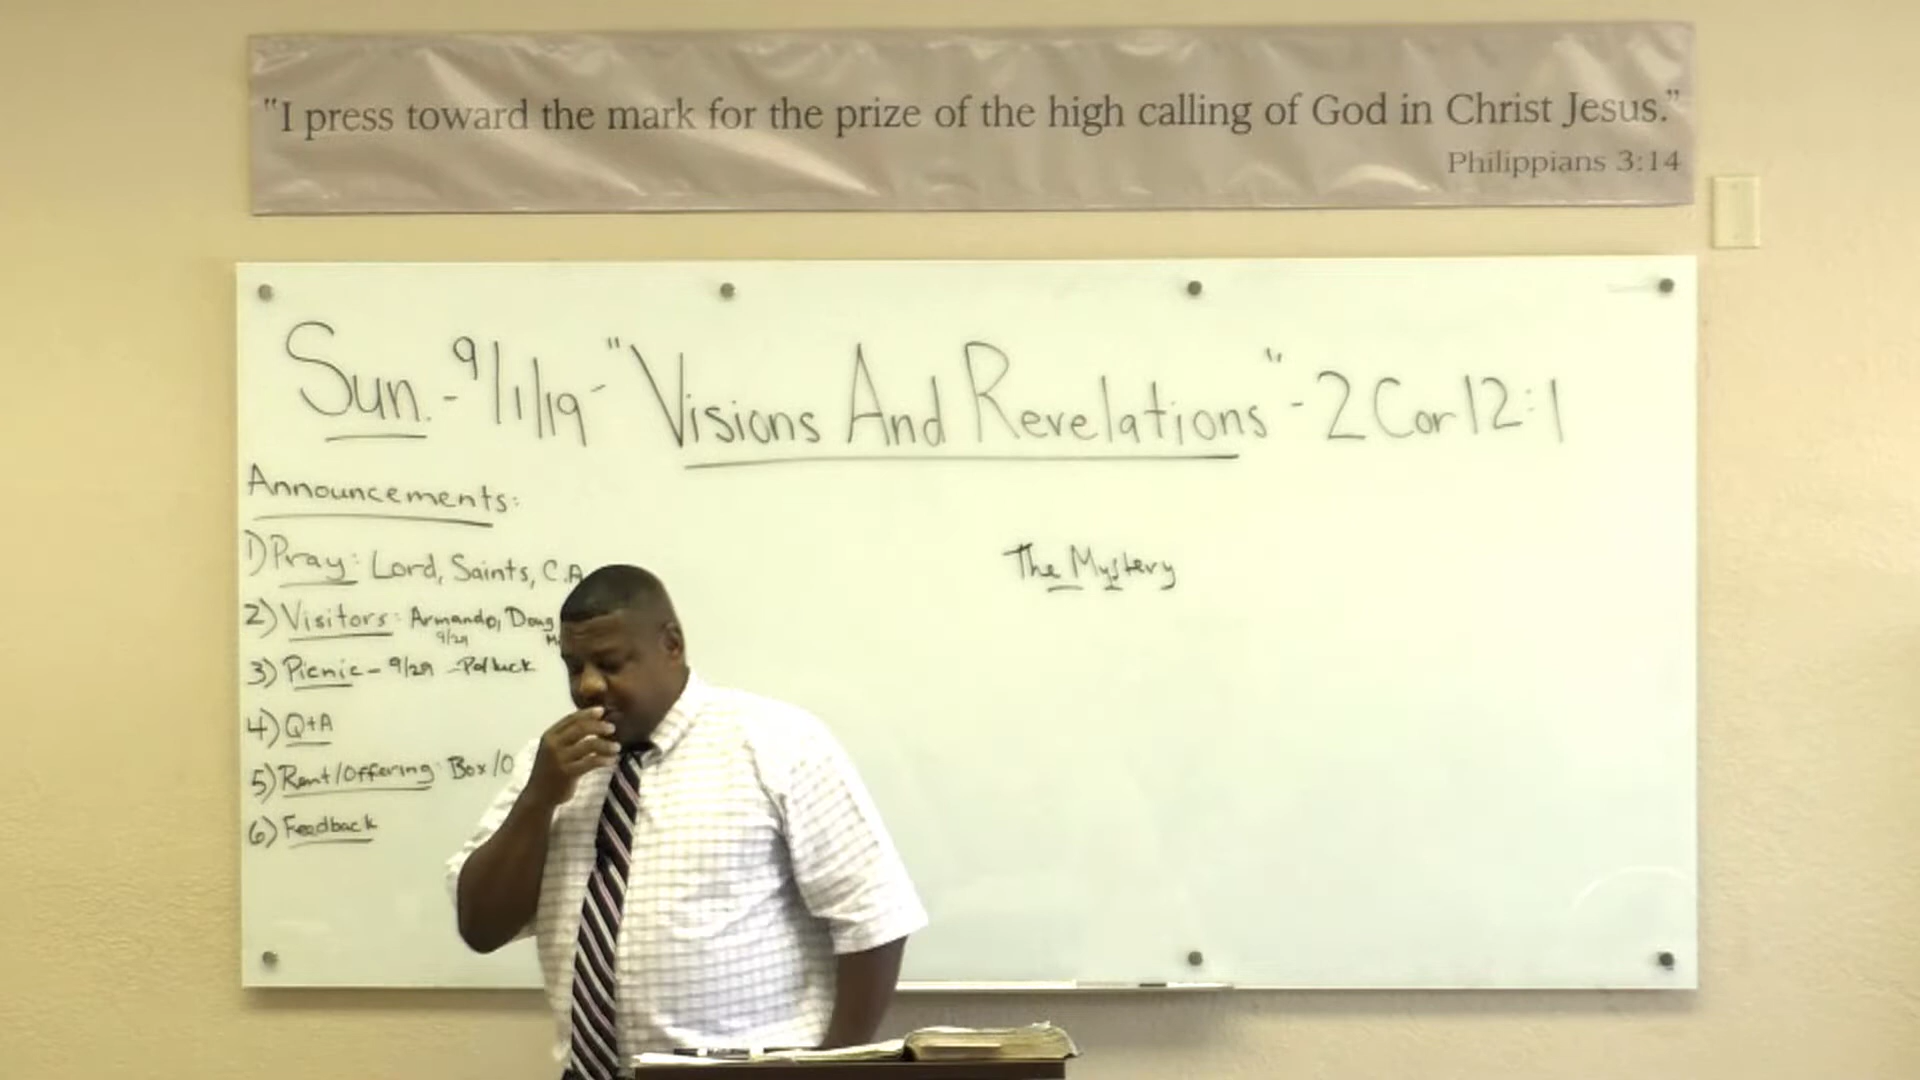 "I press toward the mark for the prize of the high calling of God in Christ Jesus."
Philippians 3:14
Sun. - 9/1/19 - "Visions And Revelations" - 2 Cor 12:1
Announcements:
1) Pray: Lord, Saints, C.A
2) Visitors: Armando, Doug
9/29
3) Picnic - 9/29 - Potluck
4) Q+A
5) Rent/Offering: Box/O
6) Feedback
The Mystery